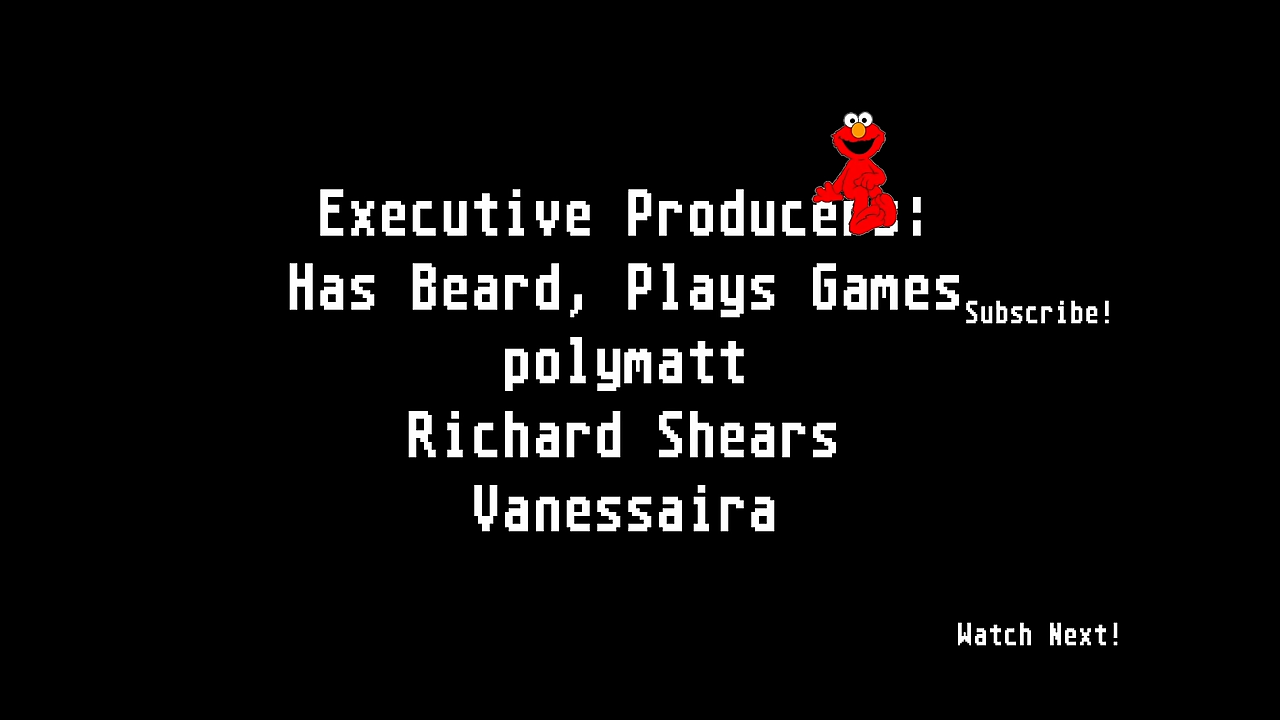 Executive Producers:
Has Beard, Plays Games
Subscribe!
polymatt
Richard Shears
Vanessaira
Watch Next!